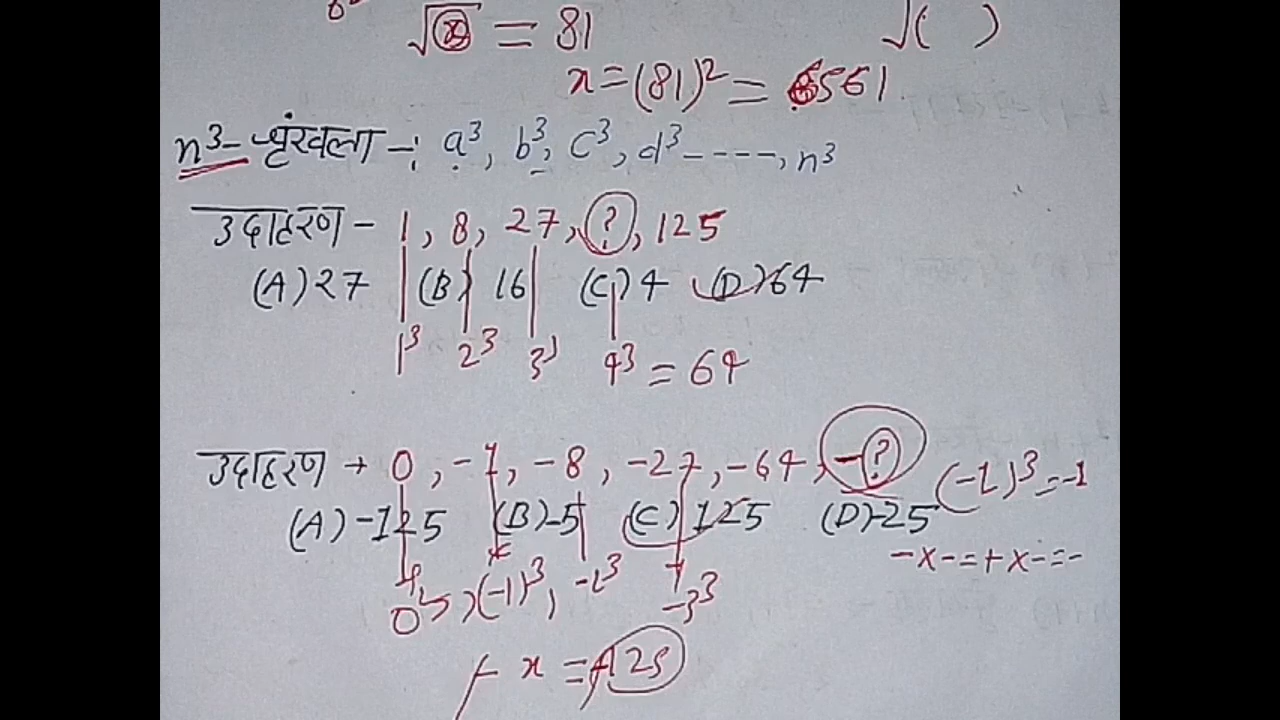 √x = 81 √( )
x = (81)² = 6561
n³ - शृंखला -: a³, b³, c³, d³ - - - -, n³
उदाहरण - 1, 8, 27, ?, 125
(A) 27 (B) 16 (C) 4 (D) 64
1³ 2³ 3³ 4³ = 64
उदाहरण → 0, -1, -8, -27, -64, -?
(-1)³ = -1
(A) -125 (B) -5 (C) 125 (D) -25
- x - = + x - = -
0³, (-1)³, -2³ -3³
- x = -125